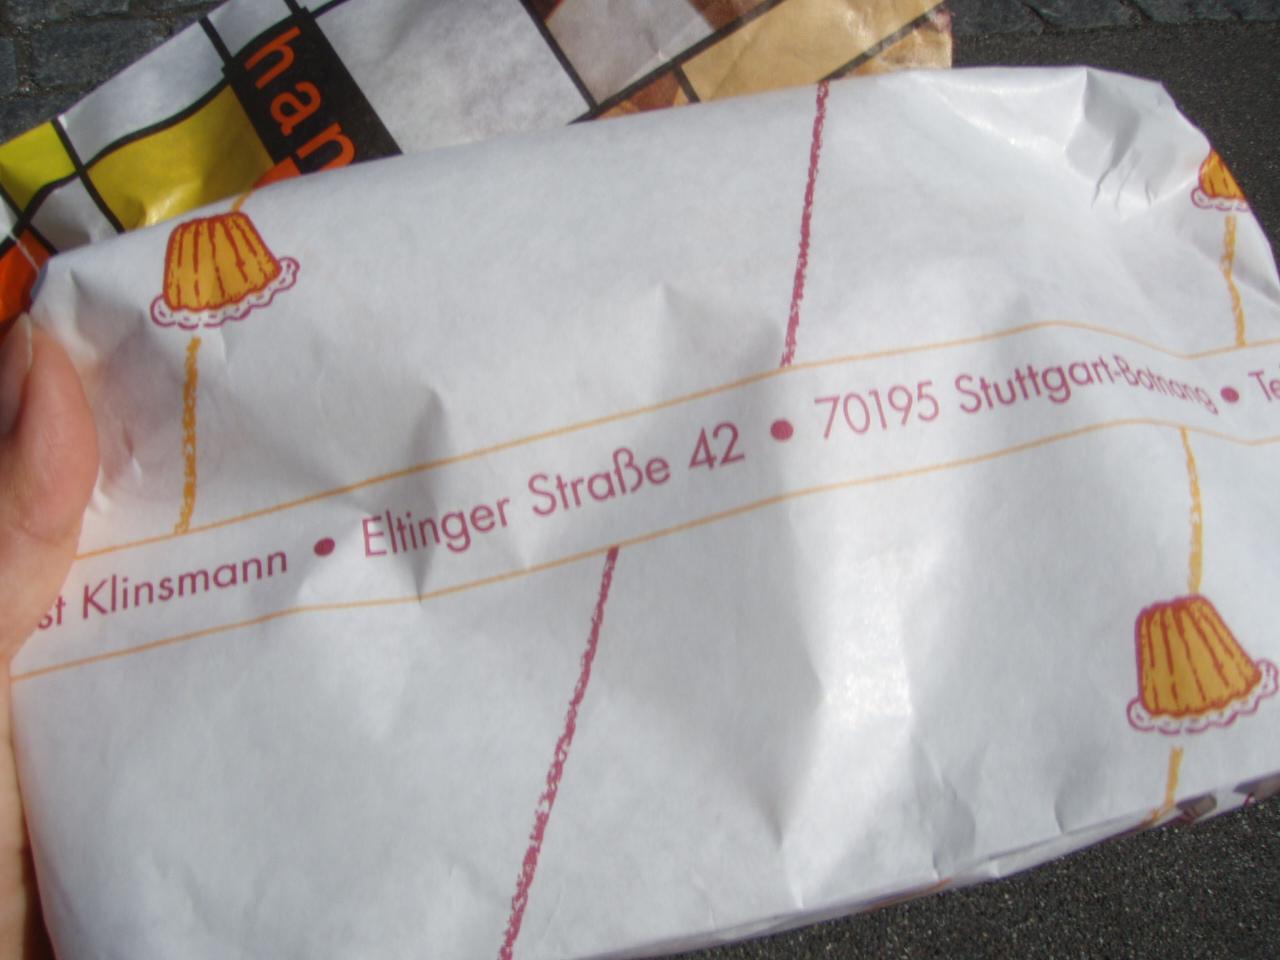 han
st Klinsmann • Eltinger Straße 42 • 70195 Stuttgart-Botnang • Te